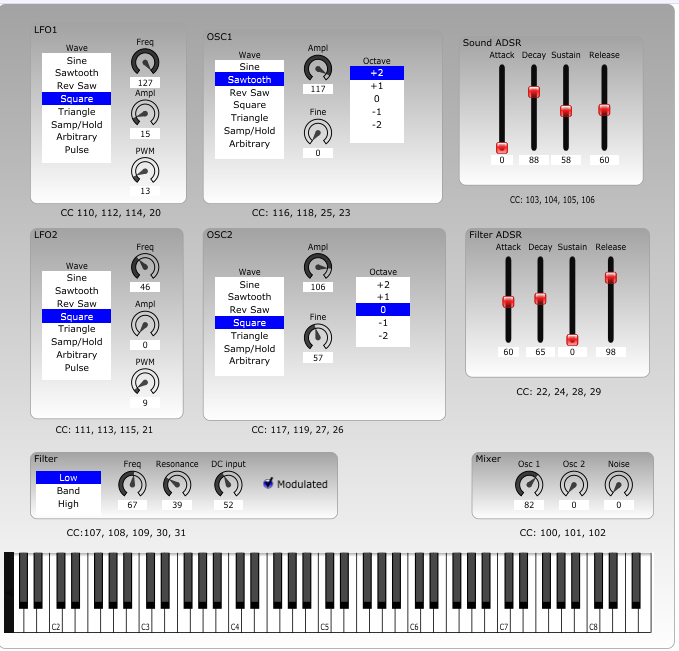 LFO1
Wave
Sine
Sawtooth
Rev Saw
Square
Triangle
Samp/Hold
Arbitrary
Pulse
Freq
127
Ampl
15
PWM
13
CC 110, 112, 114, 20
OSC1
Wave
Sine
Sawtooth
Rev Saw
Square
Triangle
Samp/Hold
Arbitrary
Ampl
117
Fine
0
Octave
+2
+1
0
-1
-2
CC: 116, 118, 25, 23
Sound ADSR
Attack Decay Sustain Release
0 88 58 60
CC: 103, 104, 105, 106
LFO2
Wave
Sine
Sawtooth
Rev Saw
Square
Triangle
Samp/Hold
Arbitrary
Pulse
Freq
46
Ampl
0
PWM
9
CC: 111, 113, 115, 21
OSC2
Wave
Sine
Sawtooth
Rev Saw
Square
Triangle
Samp/Hold
Arbitrary
Ampl
106
Fine
57
Octave
+2
+1
0
-1
-2
CC: 117, 119, 27, 26
Filter ADSR
Attack Decay Sustain Release
60 65 0 98
CC: 22, 24, 28, 29
Filter
Low
Band
High
Freq Resonance DC input
67 39 52
Modulated
CC:107, 108, 109, 30, 31
Mixer
Osc 1 Osc 2 Noise
82 0 0
CC: 100, 101, 102
C2 C3 C4 C5 C6 C7 C8